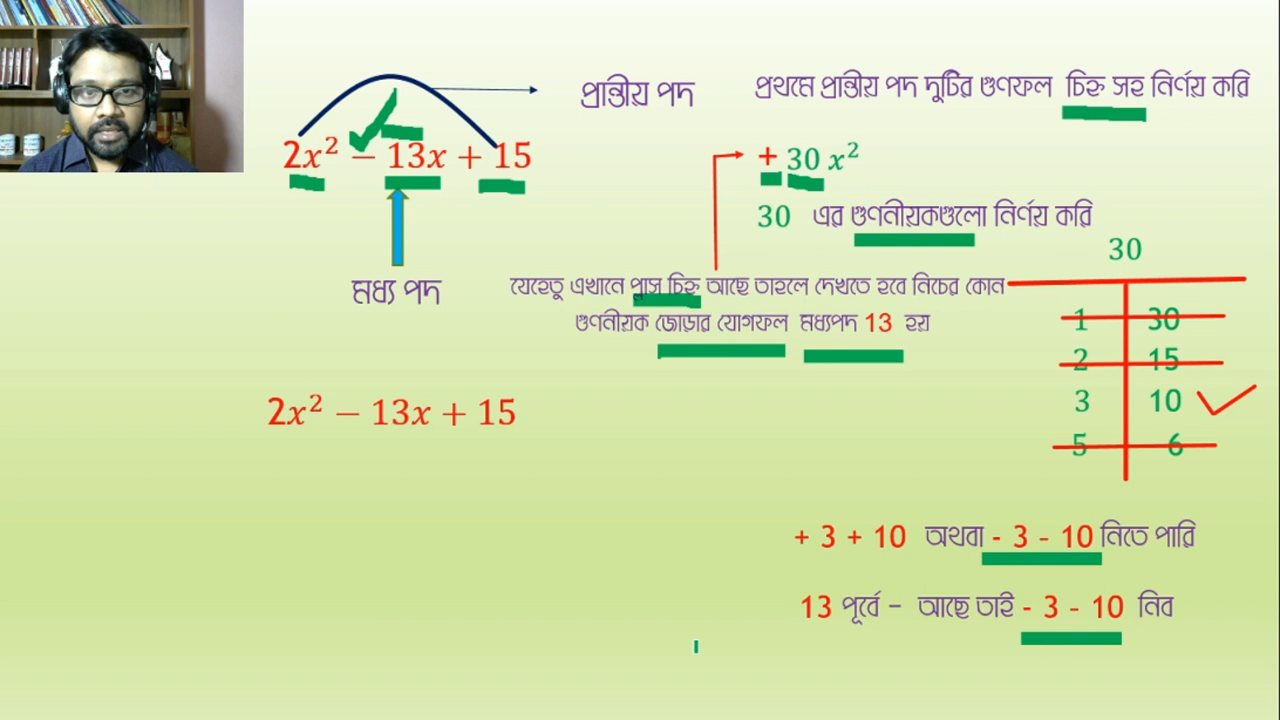 প্রথমে প্রান্তীয় পদ দুটির গুণফল চিহ্ন সহ নির্ণয় করি
প্রান্তীয় পদ
2x² − 13x + 15
+ 30 x²
30 এর গুণনীয়কগুলো নির্ণয় করি
মধ্য পদ
যেহেতু এখানে প্লাস চিহ্ন আছে তাহলে দেখতে হবে নিচের কোন
গুণনীয়ক জোড়ার যোগফল মধ্যপদ 13 হয়
30
1 30
2 15
3 10
5 6
2x² − 13x + 15
+ 3 + 10 অথবা - 3 - 10 নিতে পারি
13 পূর্বে - আছে তাই - 3 - 10 নিব